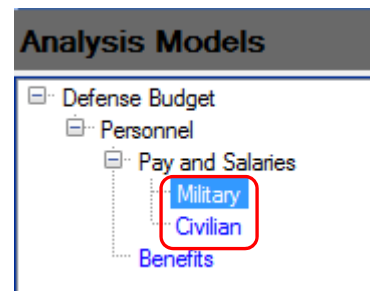 Analysis Models
Defense Budget
Personnel
Pay and Salaries
Military
Civilian
Benefits